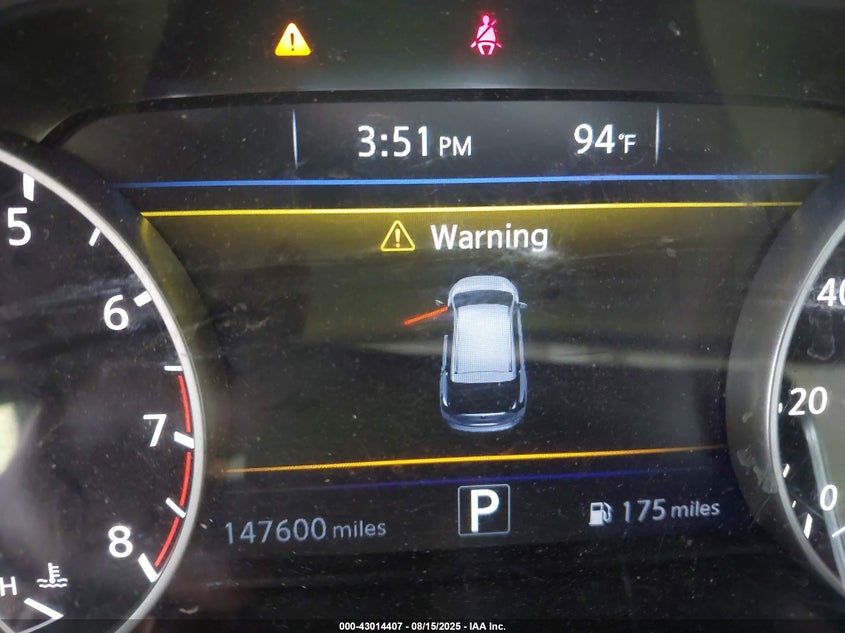 3:51 PM 94°F
5
Warning
6
40
20
7
0
P
175 miles
147600 miles
8
H
000-43014407 - 08/15/2025 - IAA Inc.